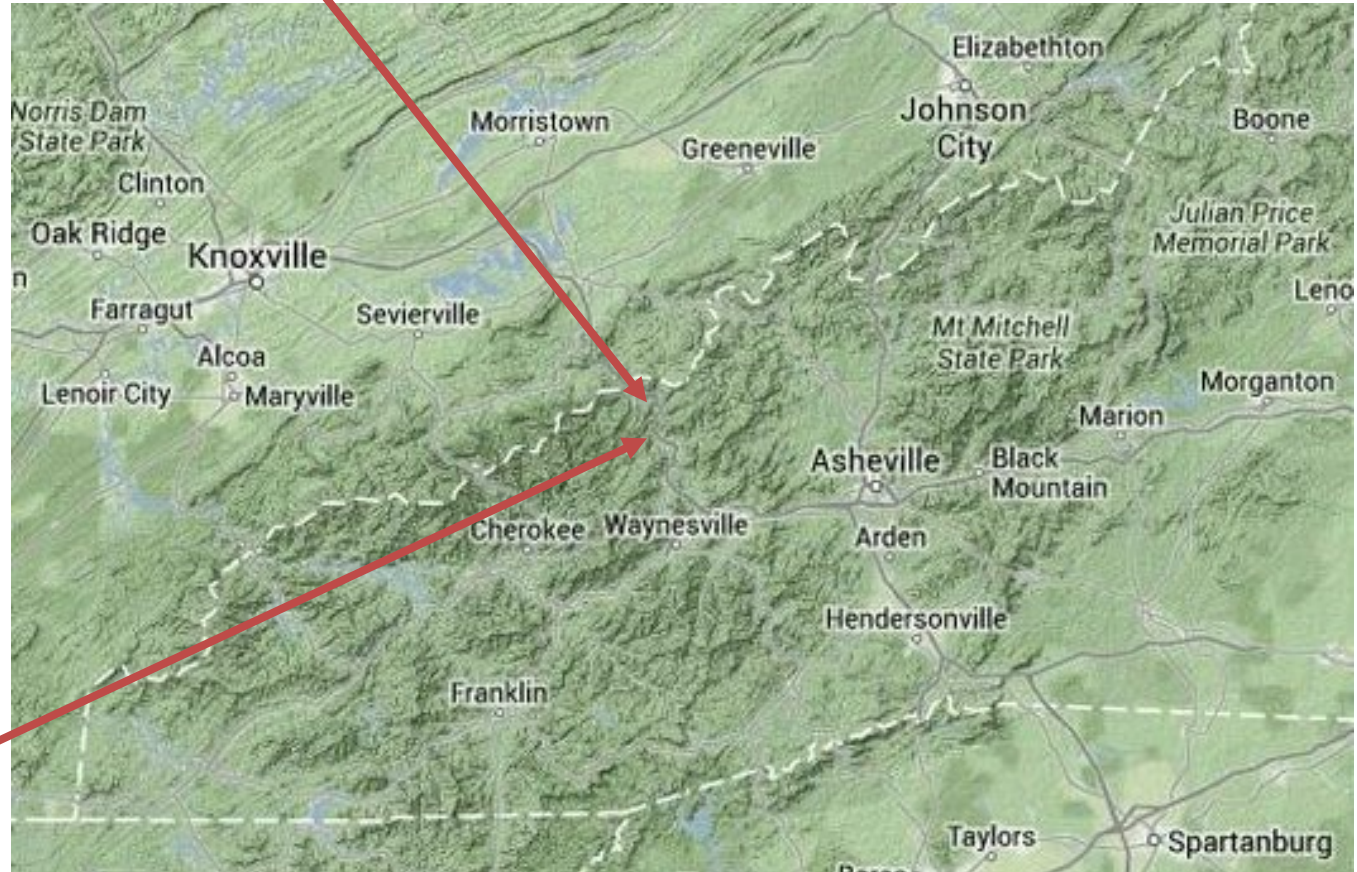 Elizabethton
Norris Dam
State Park
Morristown
Johnson
City
Boone
Greeneville
Clinton
Julian Price
Memorial Park
Oak Ridge
Knoxville
n
Leno
Farragut
Sevierville
Mt Mitchell
State Park
Alcoa
Lenoir City
Maryville
Morganton
Marion
Asheville
Black
Mountain
Cherokee
Waynesville
Arden
Hendersonville
Franklin
Taylors
Spartanburg